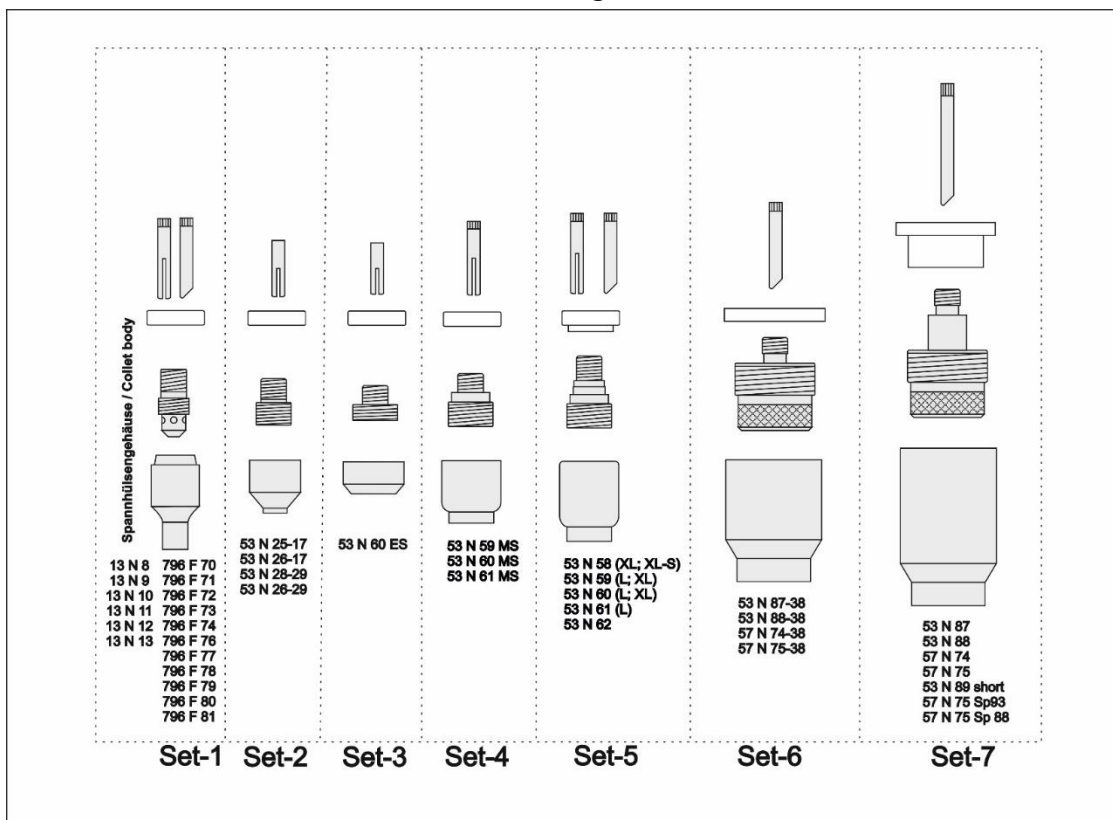 Spannhülsengehäuse / Collet body
13 N 8 796 F 70
13 N 9 796 F 71
13 N 10 796 F 72
13 N 11 796 F 73
13 N 12 796 F 74
13 N 13 796 F 76
796 F 77
796 F 78
796 F 79
796 F 80
796 F 81
53 N 25-17
53 N 26-17
53 N 28-29
53 N 26-29
53 N 60 ES
53 N 59 MS
53 N 60 MS
53 N 61 MS
53 N 58 (XL; XL-S)
53 N 59 (L; XL)
53 N 60 (L; XL)
53 N 61 (L)
53 N 62
53 N 87-38
53 N 88-38
57 N 74-38
57 N 75-38
53 N 87
53 N 88
57 N 74
57 N 75
53 N 89 short
57 N 75 Sp93
57 N 75 Sp 88
Set-1 Set-2 Set-3 Set-4 Set-5 Set-6 Set-7